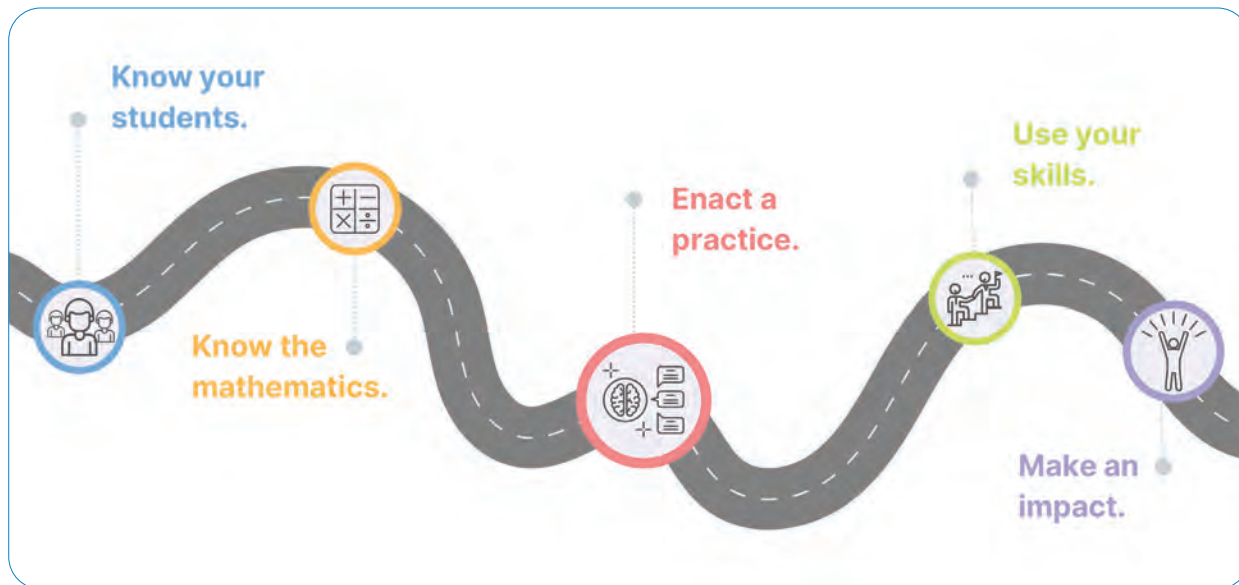 Know your
students.
Know the
mathematics.
Enact a
practice.
Use your
skills.
Make an
impact.